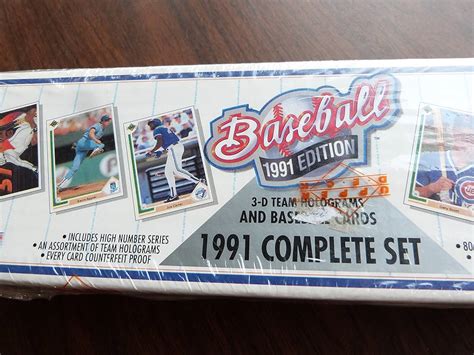 Baseball
1991 EDITION
3-D TEAM HOLOGRAMS
AND BASEBALL CARDS
1991 COMPLETE SET
• INCLUDES HIGH NUMBER SERIES
• AN ASSORTMENT OF TEAM HOLOGRAMS
• EVERY CARD COUNTERFEIT PROOF
• 80